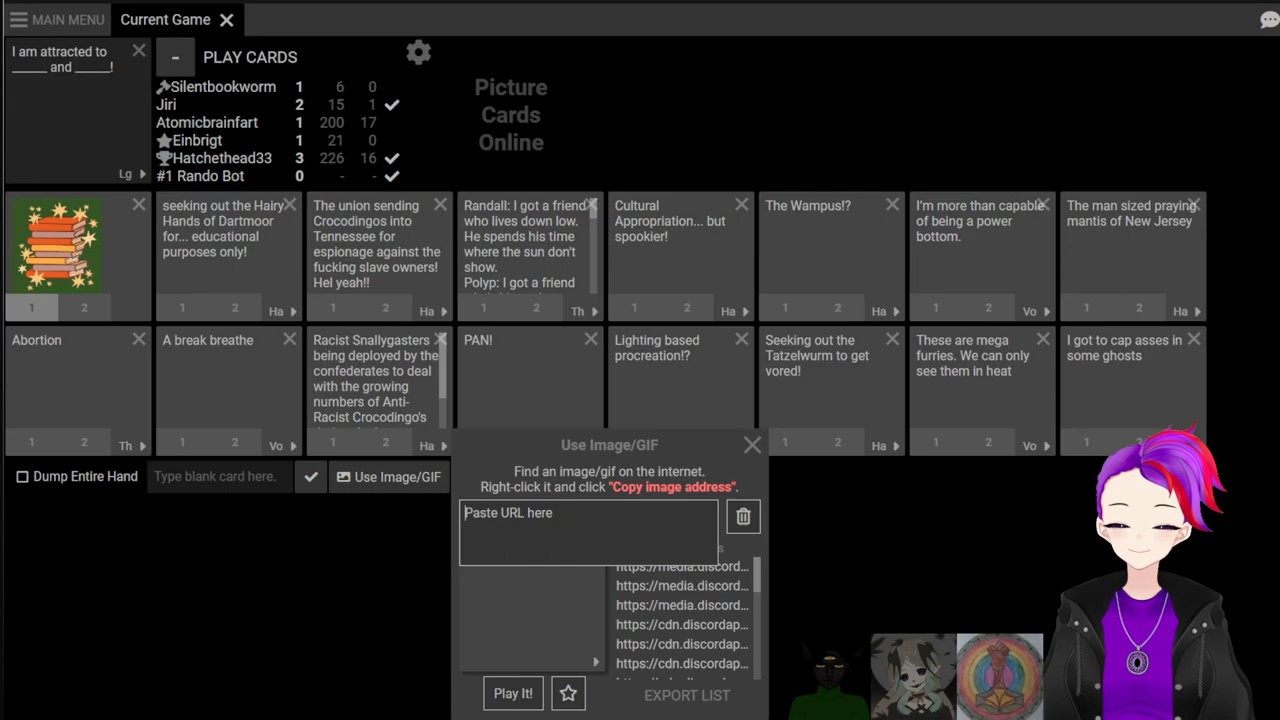 MAIN MENU
Current Game
I am attracted to
______ and _____!
Lg
-
PLAY CARDS
Silentbookworm 1 6 0
Jiri 2 15 1
Atomicbrainfart 1 200 17
Einbrigt 1 21 0
Hatchethead33 3 226 16
#1 Rando Bot 0 - -
Picture
Cards
Online
1 2
seeking out the Hairy
Hands of Dartmoor
for... educational
purposes only!
1 2 Ha
The union sending
Crocodingos into
Tennessee for
espionage against the
fucking slave owners!
Hel yeah!!
1 2 Ha
Randall: I got a friend
who lives down low.
He spends his time
where the sun don't
show.
Polyp: I got a friend
1 2 Th
Cultural
Appropriation... but
spookier!
1 2 Ha
The Wampus!?
1 2 Ha
I'm more than capable
of being a power
bottom.
1 2 Vo
The man sized praying
mantis of New Jersey
1 2 Ha
Abortion
1 2 Th
A break breathe
1 2 Vo
Racist Snallygasters
being deployed by the
confederates to deal
with the growing
numbers of Anti-
Racist Crocodingo's
1 2 Ha
PAN!
Lighting based
procreation!?
Seeking out the
Tatzelwurm to get
vored!
1 2 Ha
These are mega
furries. We can only
see them in heat
1 2 Vo
I got to cap asses in
some ghosts
1
Dump Entire Hand
Type blank card here.
Use Image/GIF
Use Image/GIF
Find an image/gif on the internet.
Right-click it and click "Copy image address".
Paste URL here
s
https://media.discord...
https://media.discord...
https://media.discord...
https://cdn.discordap...
https://cdn.discordap...
https://cdn.discordap...
Play It!
EXPORT LIST